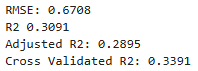 RMSE: 0.6708
R2 0.3091
Adjusted R2: 0.2895
Cross Validated R2: 0.3391